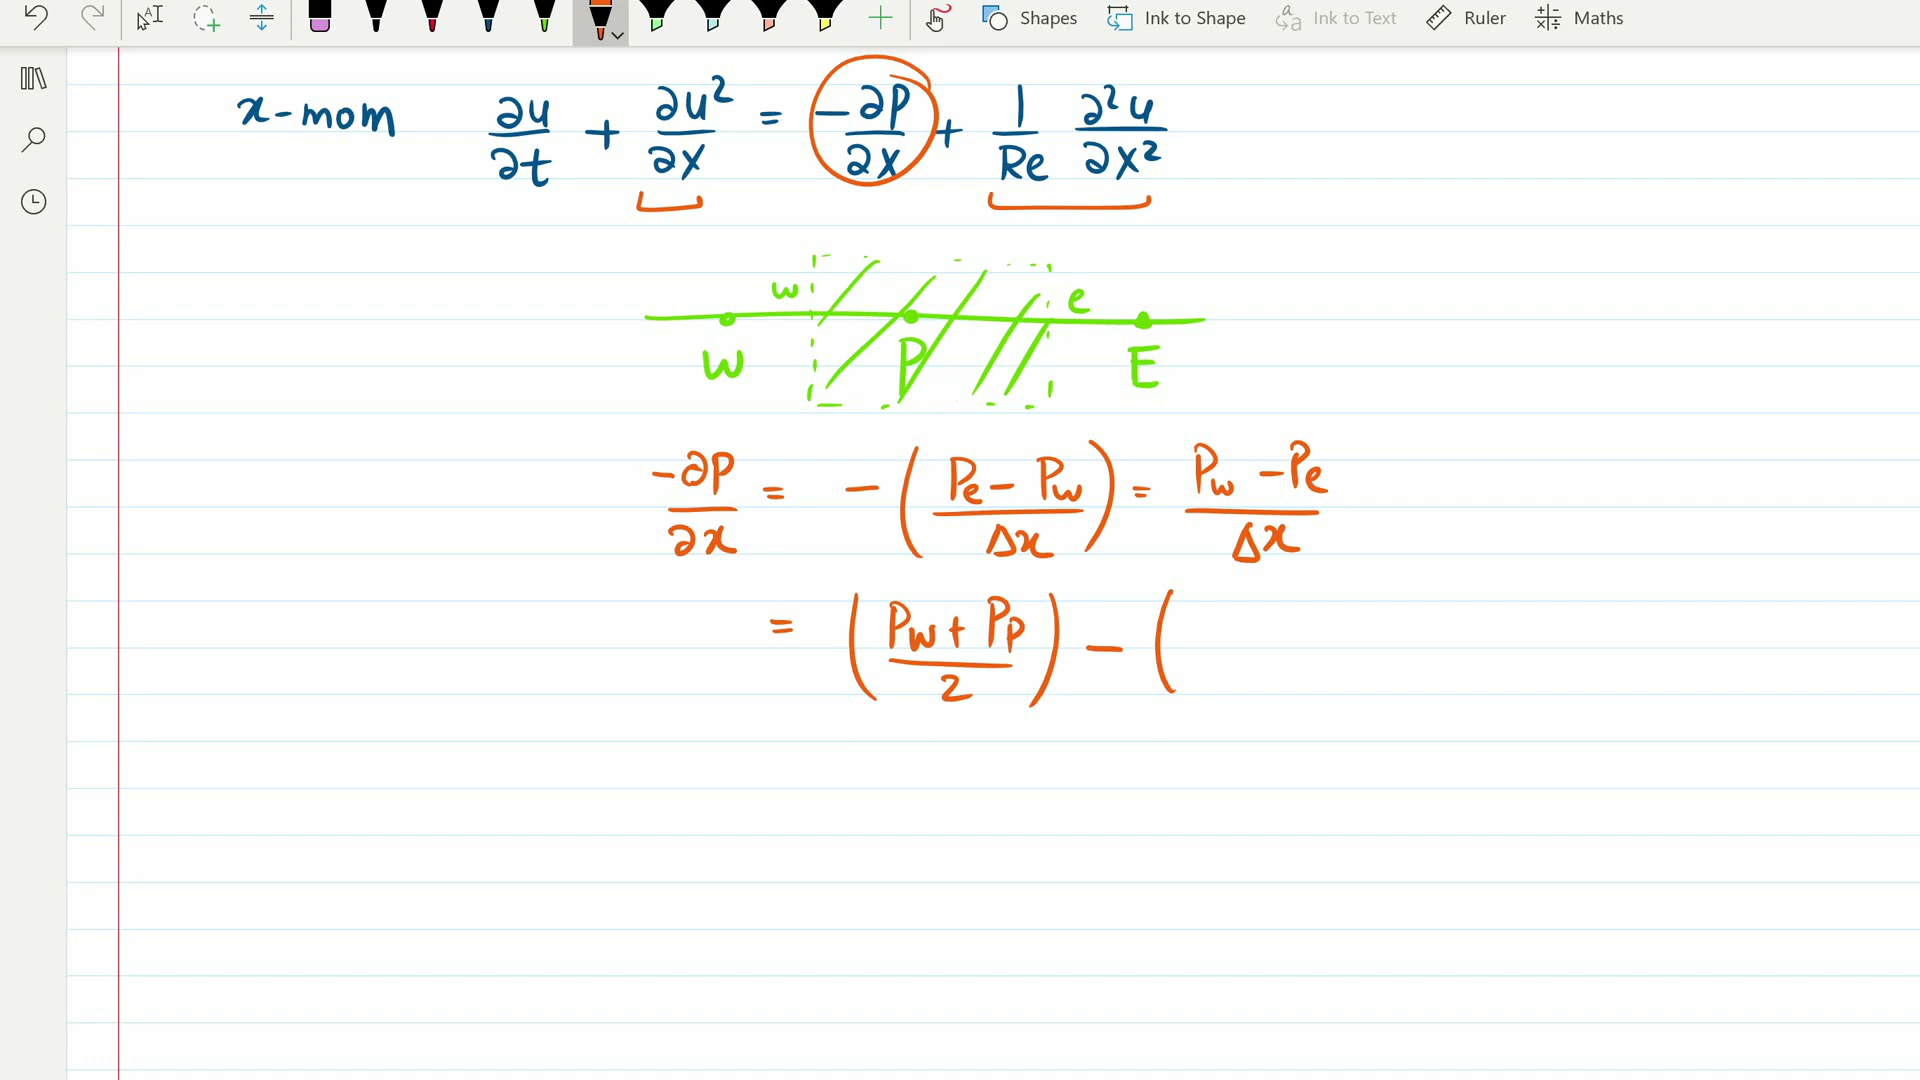 Shapes Ink to Shape Ink to Text Ruler Maths
x-mom ∂u/∂t + ∂u²/∂x = -∂P/∂x + 1/Re ∂²u/∂x²
w e
W P E
-∂P/∂x = -(Pe - Pw / Δx) = Pw - Pe / Δx
= (PW + PP / 2) - (